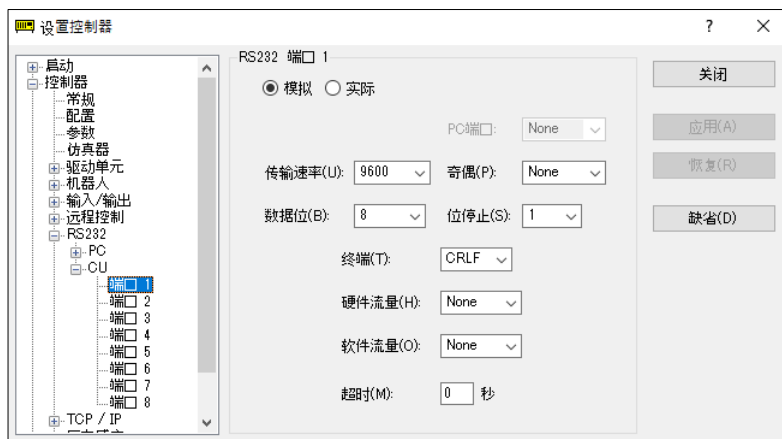 设置控制器
? ×
启动
控制器
常规
配置
参数
仿真器
驱动单元
机器人
输入/输出
远程控制
RS232
PC
CU
端口 1
端口 2
端口 3
端口 4
端口 5
端口 6
端口 7
端口 8
TCP / IP
RS232 端口 1
模拟 实际
PC端口: None
传输速率(U): 9600 奇偶(P): None
数据位(B): 8 位停止(S): 1
终端(T): CRLF
硬件流量(H): None
软件流量(O): None
超时(M): 0 秒
关闭
应用(A)
恢复(R)
缺省(D)